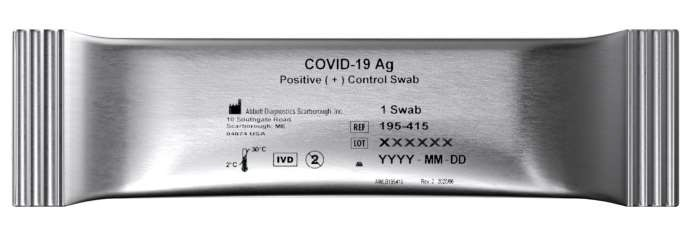 COVID-19 Ag
Positive ( + ) Control Swab
Abbott Diagnostics Scarborough, Inc.
10 Southgate Road
Scarborough, ME
04074 USA
1 Swab
REF 195-415
LOT XXXXXX
YYYY - MM - DD
2°C 30°C
IVD 2